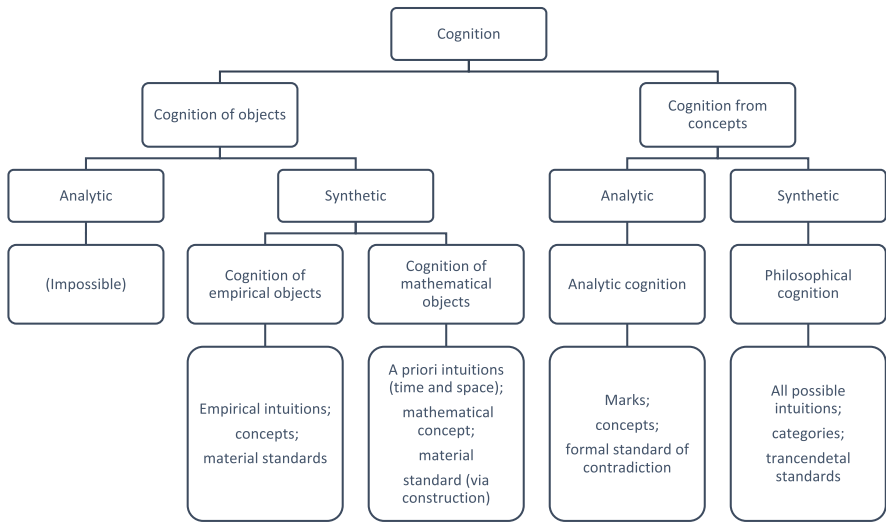 Cognition
Cognition of objects
Cognition from
concepts
Analytic
Synthetic
Analytic
Synthetic
(Impossible)
Cognition of
empirical objects
Cognition of
mathematical
objects
Analytic cognition
Philosophical
cognition
Empirical intuitions;
concepts;
material standards
A priori intuitions
(time and space);
mathematical
concept;
material
standard (via
construction)
Marks;
concepts;
formal standard of
contradiction
All possible
intuitions;
categories;
trancendetal
standards